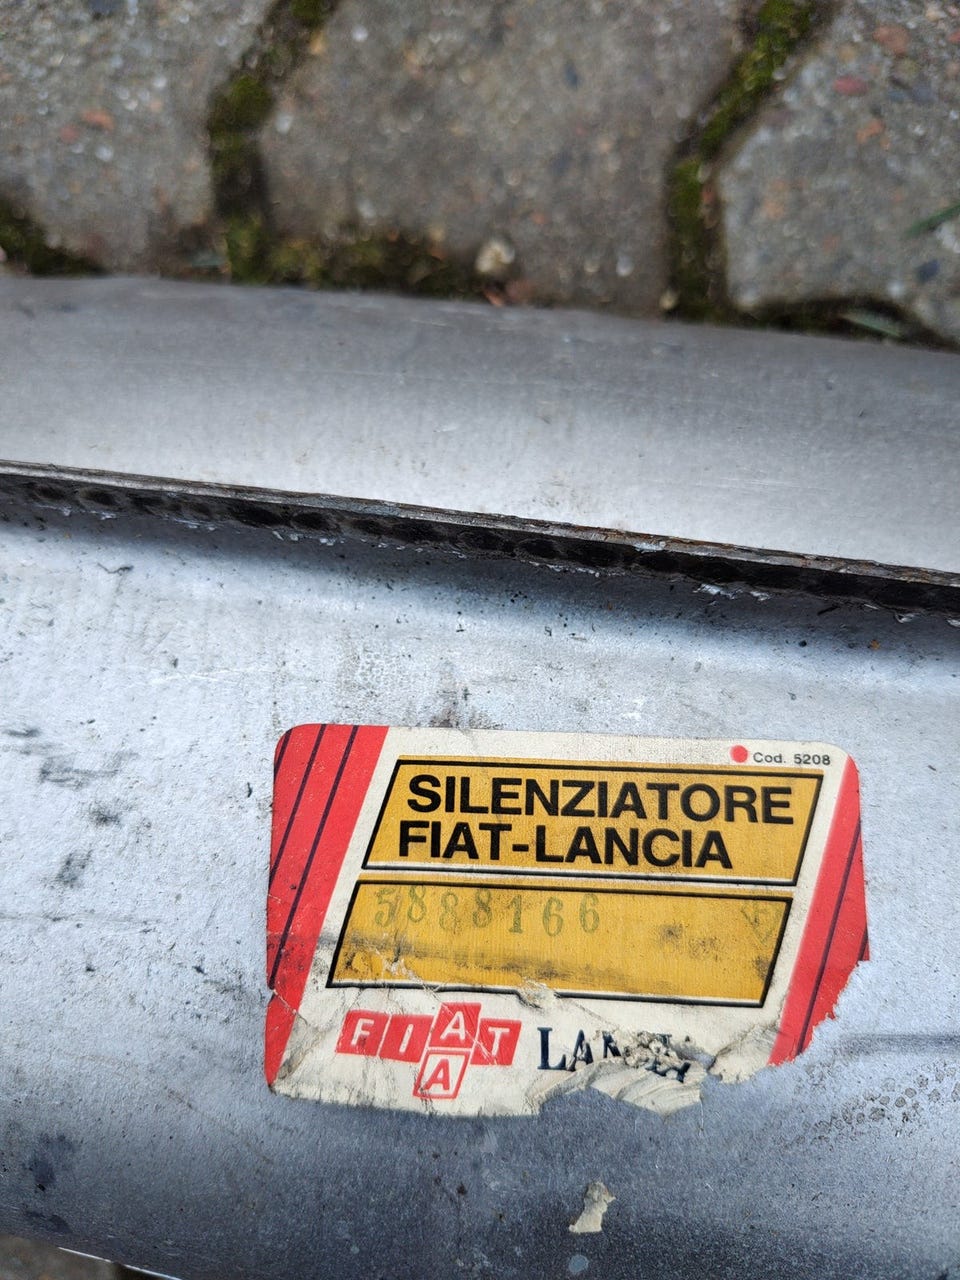 Cod. 5208
SILENZIATORE
FIAT-LANCIA
5888166
FIAT
A